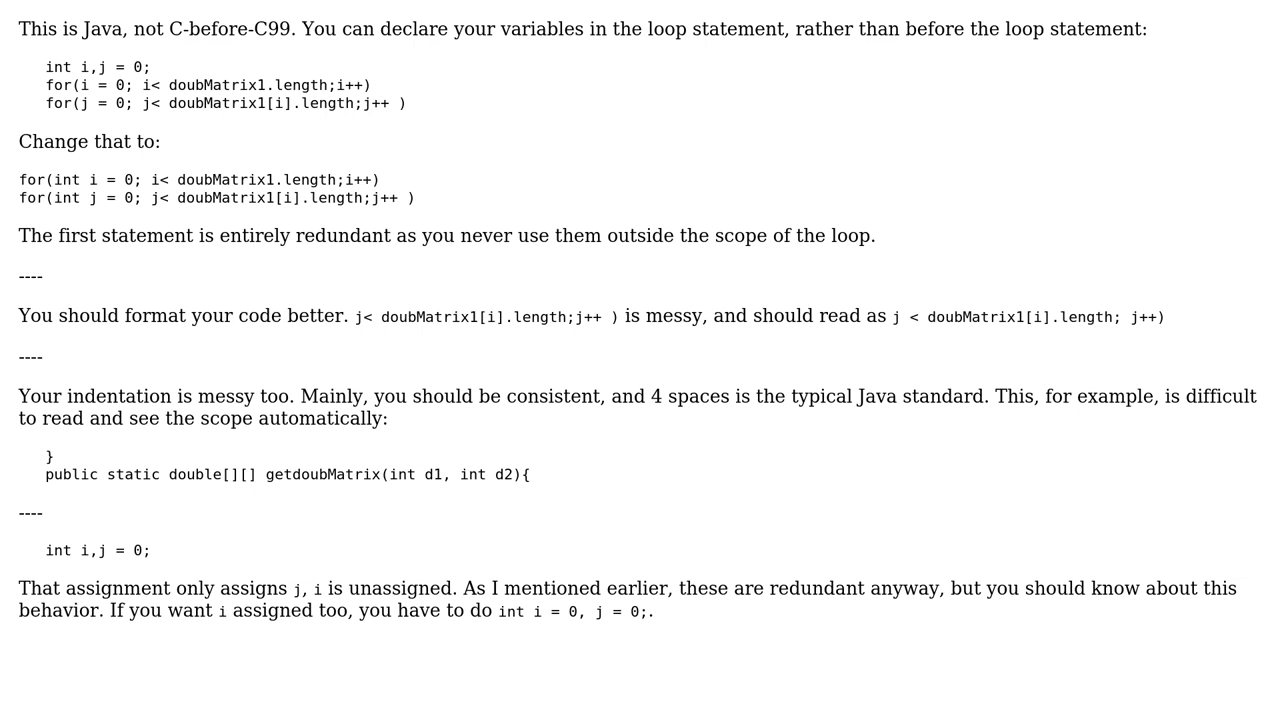 This is Java, not C-before-C99. You can declare your variables in the loop statement, rather than before the loop statement:
int i,j = 0;
for(i = 0; i< doubMatrix1.length;i++)
for(j = 0; j< doubMatrix1[i].length;j++ )
Change that to:
for(int i = 0; i< doubMatrix1.length;i++)
for(int j = 0; j< doubMatrix1[i].length;j++ )
The first statement is entirely redundant as you never use them outside the scope of the loop.
----
You should format your code better. j< doubMatrix1[i].length;j++ ) is messy, and should read as j < doubMatrix1[i].length; j++)
----
Your indentation is messy too. Mainly, you should be consistent, and 4 spaces is the typical Java standard. This, for example, is difficult
to read and see the scope automatically:
}
public static double[][] getdoubMatrix(int d1, int d2){
----
int i,j = 0;
That assignment only assigns j, i is unassigned. As I mentioned earlier, these are redundant anyway, but you should know about this
behavior. If you want i assigned too, you have to do int i = 0, j = 0;.